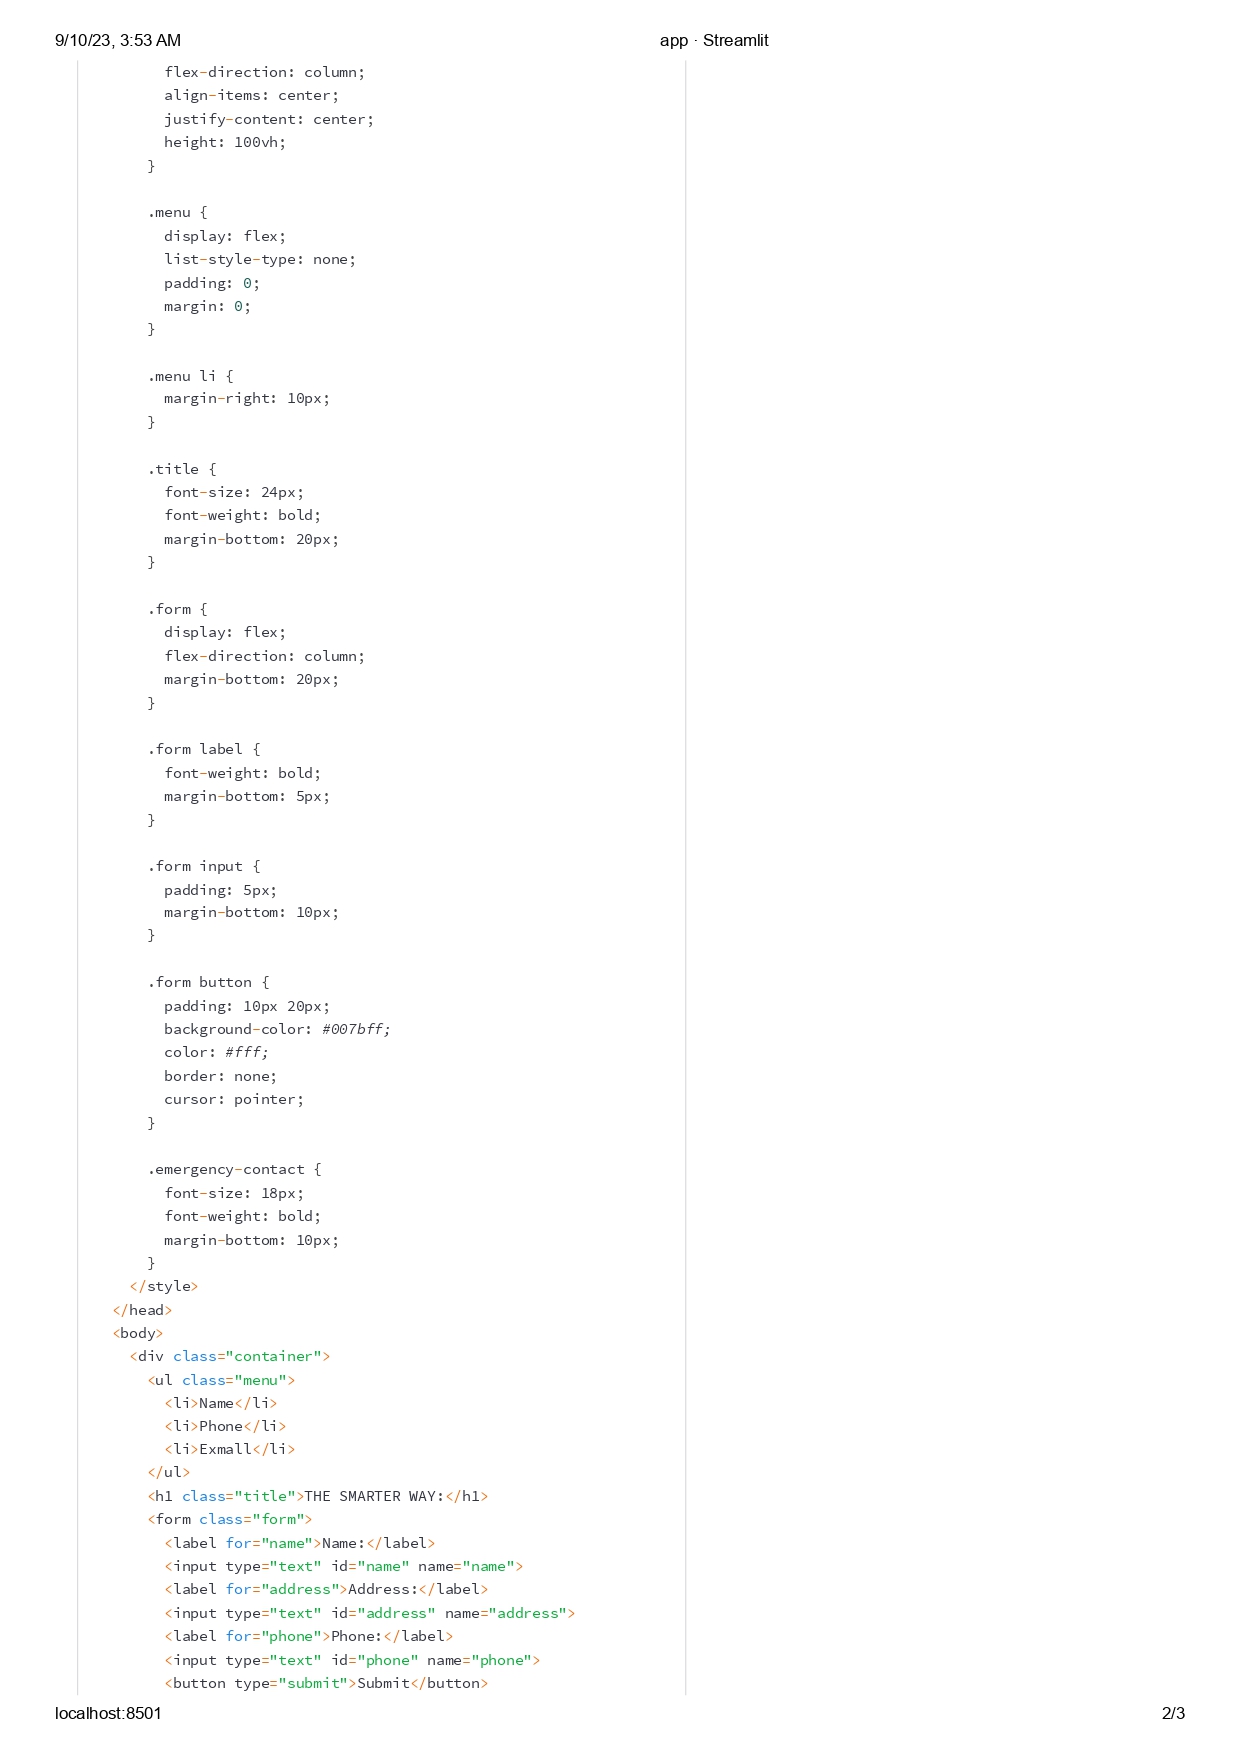 9/10/23, 3:53 AM
app · Streamlit
flex-direction: column;
align-items: center;
justify-content: center;
height: 100vh;
}
.menu {
display: flex;
list-style-type: none;
padding: 0;
margin: 0;
}
.menu li {
margin-right: 10px;
}
.title {
font-size: 24px;
font-weight: bold;
margin-bottom: 20px;
}
.form {
display: flex;
flex-direction: column;
margin-bottom: 20px;
}
.form label {
font-weight: bold;
margin-bottom: 5px;
}
.form input {
padding: 5px;
margin-bottom: 10px;
}
.form button {
padding: 10px 20px;
background-color: #007bff;
color: #fff;
border: none;
cursor: pointer;
}
.emergency-contact {
font-size: 18px;
font-weight: bold;
margin-bottom: 10px;
}
</style>
</head>
<body>
<div class="container">
<ul class="menu">
<li>Name</li>
<li>Phone</li>
<li>Exmall</li>
</ul>
<h1 class="title">THE SMARTER WAY:</h1>
<form class="form">
<label for="name">Name:</label>
<input type="text" id="name" name="name">
<label for="address">Address:</label>
<input type="text" id="address" name="address">
<label for="phone">Phone:</label>
<input type="text" id="phone" name="phone">
<button type="submit">Submit</button>
localhost:8501
2/3